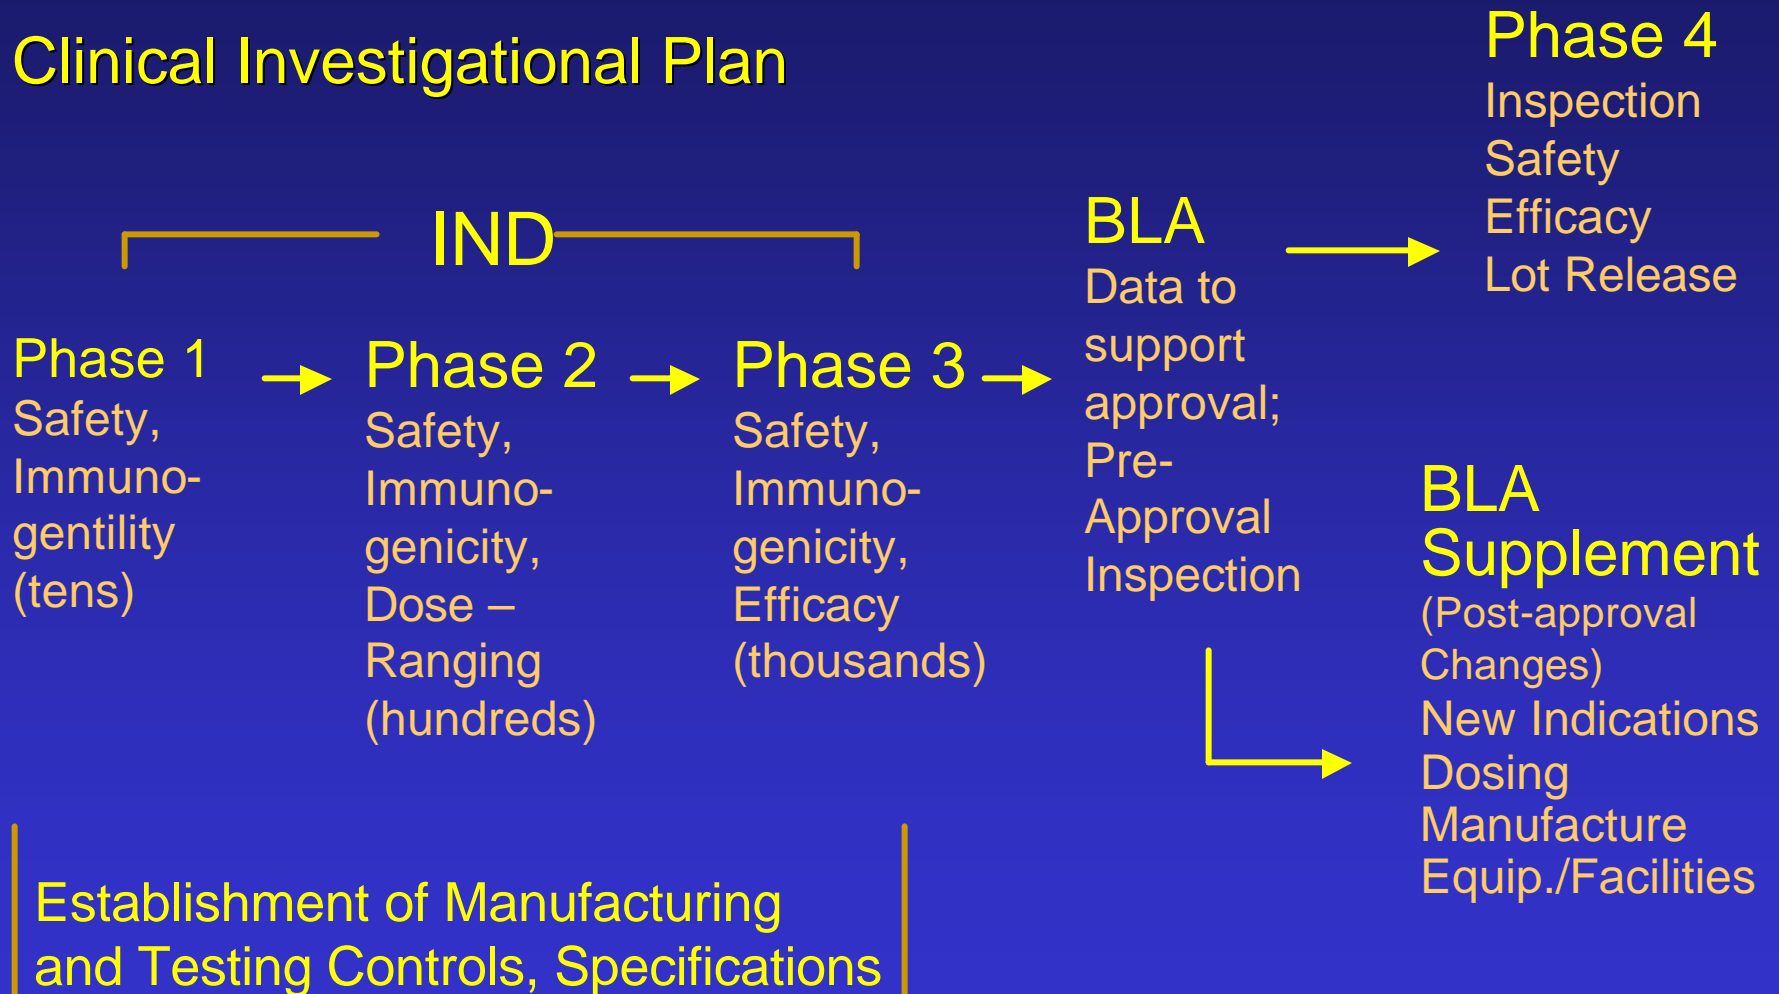 Clinical Investigational Plan
IND
Phase 1
Safety,
Immuno-
gentility
(tens)
Phase 2
Safety,
Immuno-
genicity,
Dose –
Ranging
(hundreds)
Phase 3
Safety,
Immuno-
genicity,
Efficacy
(thousands)
BLA
Data to
support
approval;
Pre-
Approval
Inspection
Phase 4
Inspection
Safety
Efficacy
Lot Release
BLA
Supplement
(Post-approval
Changes)
New Indications
Dosing
Manufacture
Equip./Facilities
Establishment of Manufacturing
and Testing Controls, Specifications